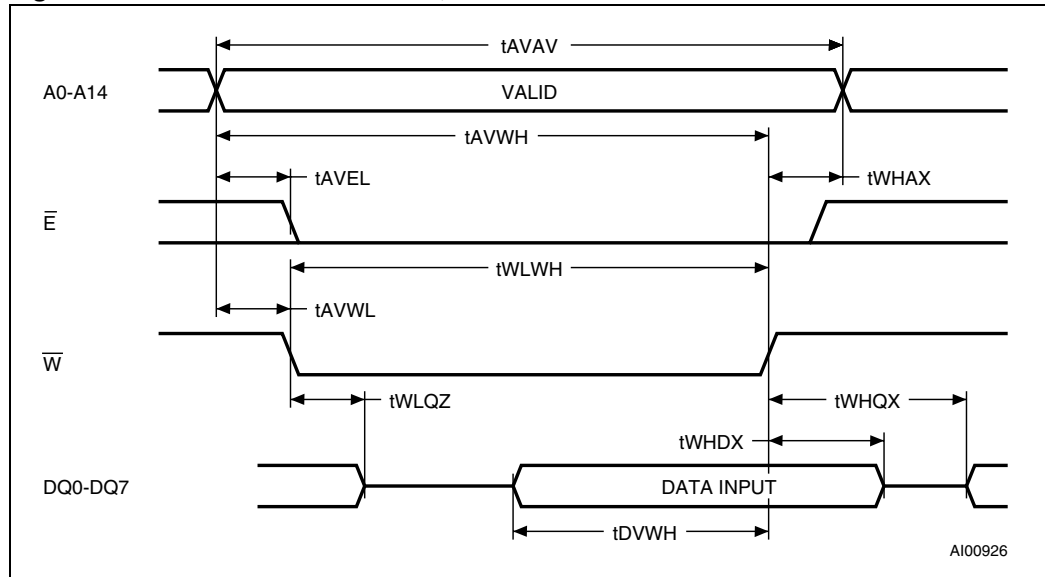 tAVAV
A0-A14
VALID
tAVWH
tAVEL
tWHAX
E̅
tWLWH
tAVWL
W̅
tWLQZ
tWHQX
tWHDX
DQ0-DQ7
DATA INPUT
tDVWH
AI00926